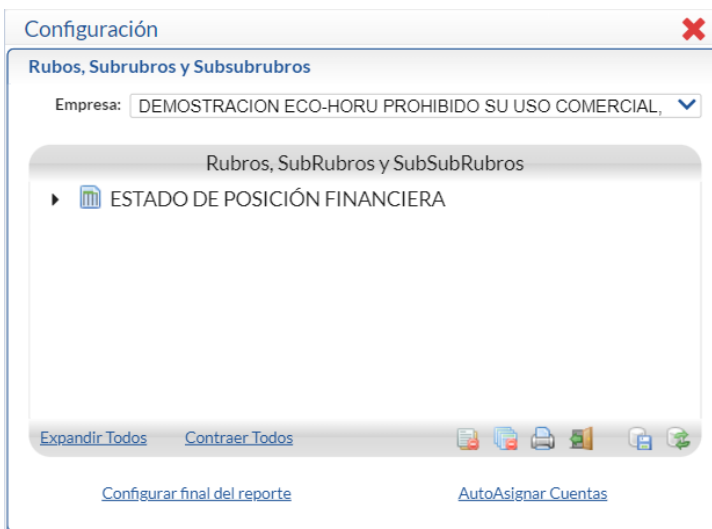 Configuración
Rubos, Subrubros y Subsubrubros
Empresa: DEMOSTRACION ECO-HORU PROHIBIDO SU USO COMERCIAL,
Rubros, SubRubros y SubSubRubros
ESTADO DE POSICIÓN FINANCIERA
Expandir Todos Contraer Todos
Configurar final del reporte AutoAsignar Cuentas